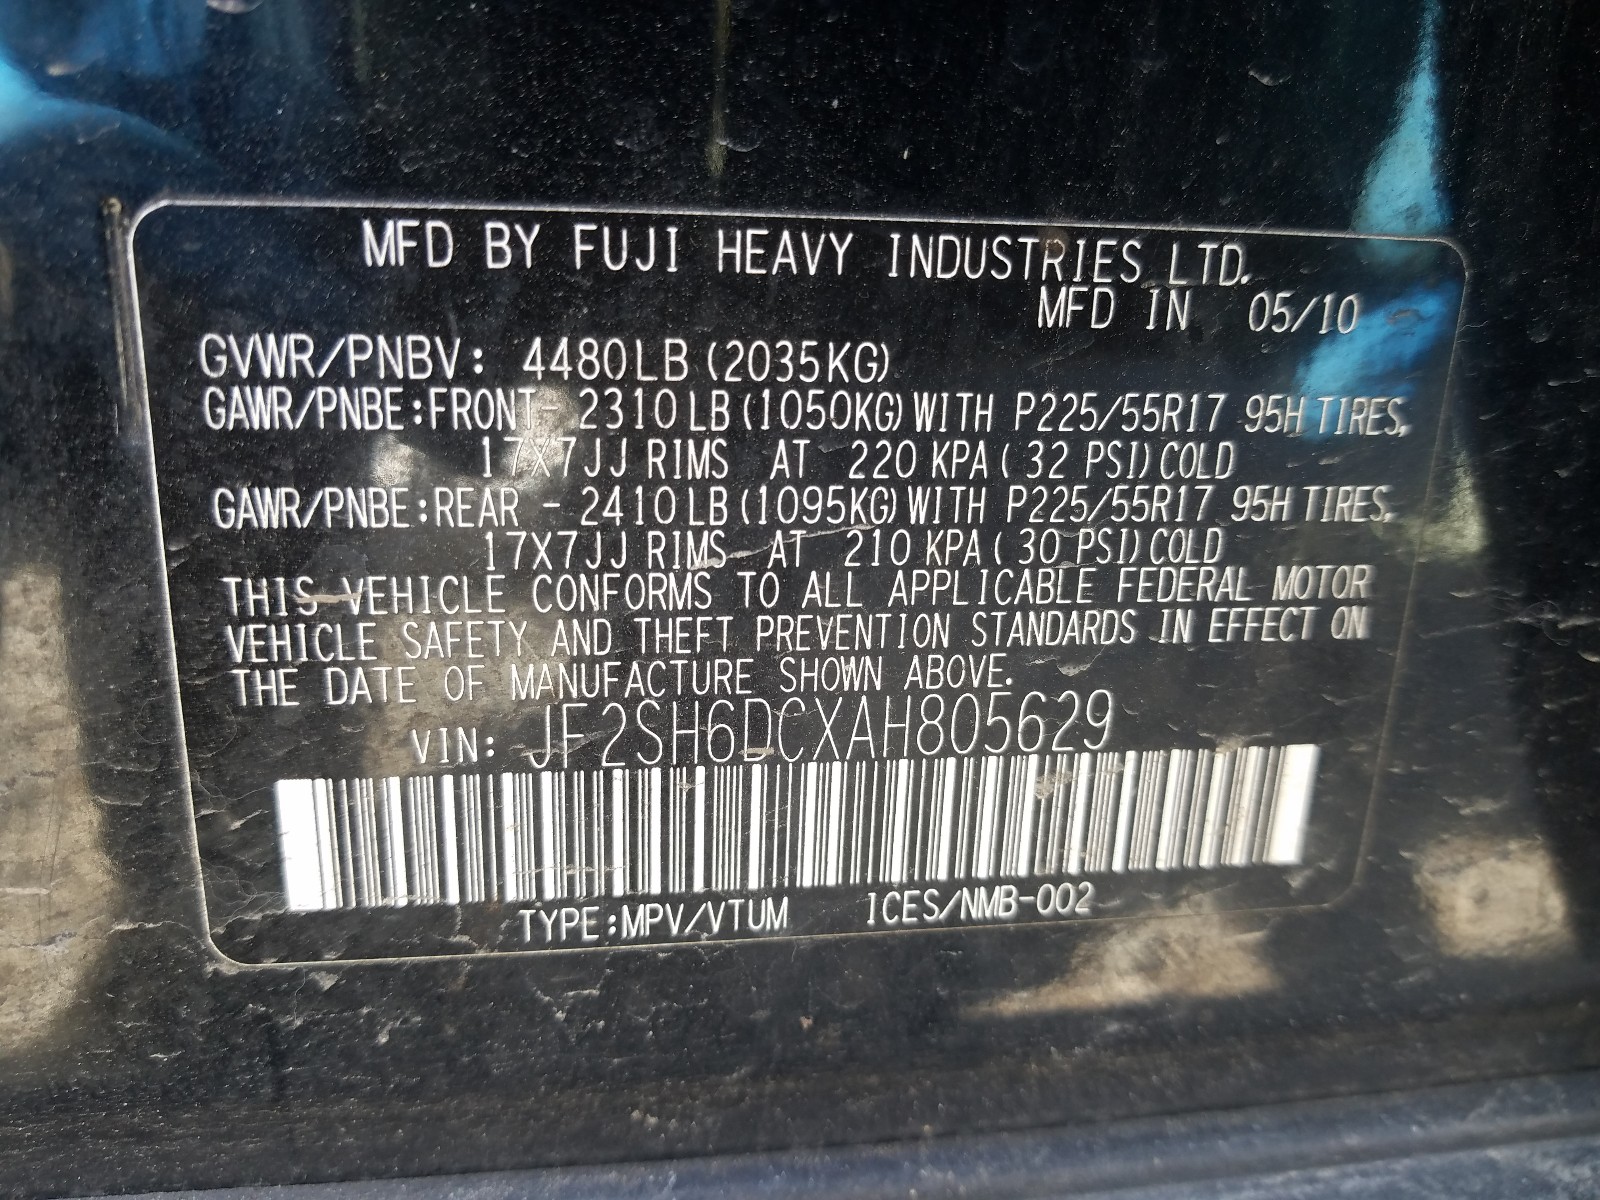 MFD BY FUJI HEAVY INDUSTRIES LTD.
MFD IN 05/10
GVWR/PNBV: 4480LB (2035KG)
GAWR/PNBE:FRONT- 2310LB (1050KG) WITH P225/55R17 95H TIRES,
17X7JJ RIMS AT 220 KPA ( 32 PSI) COLD
GAWR/PNBE:REAR - 2410LB (1095KG) WITH P225/55R17 95H TIRES,
17X7JJ RIMS AT 210 KPA ( 30 PSI) COLD
THIS VEHICLE CONFORMS TO ALL APPLICABLE FEDERAL MOTOR
VEHICLE SAFETY AND THEFT PREVENTION STANDARDS IN EFFECT ON
THE DATE OF MANUFACTURE SHOWN ABOVE.
VIN: JF2SH6DCXAH805629
TYPE:MPV/VTUM ICES/NMB-002